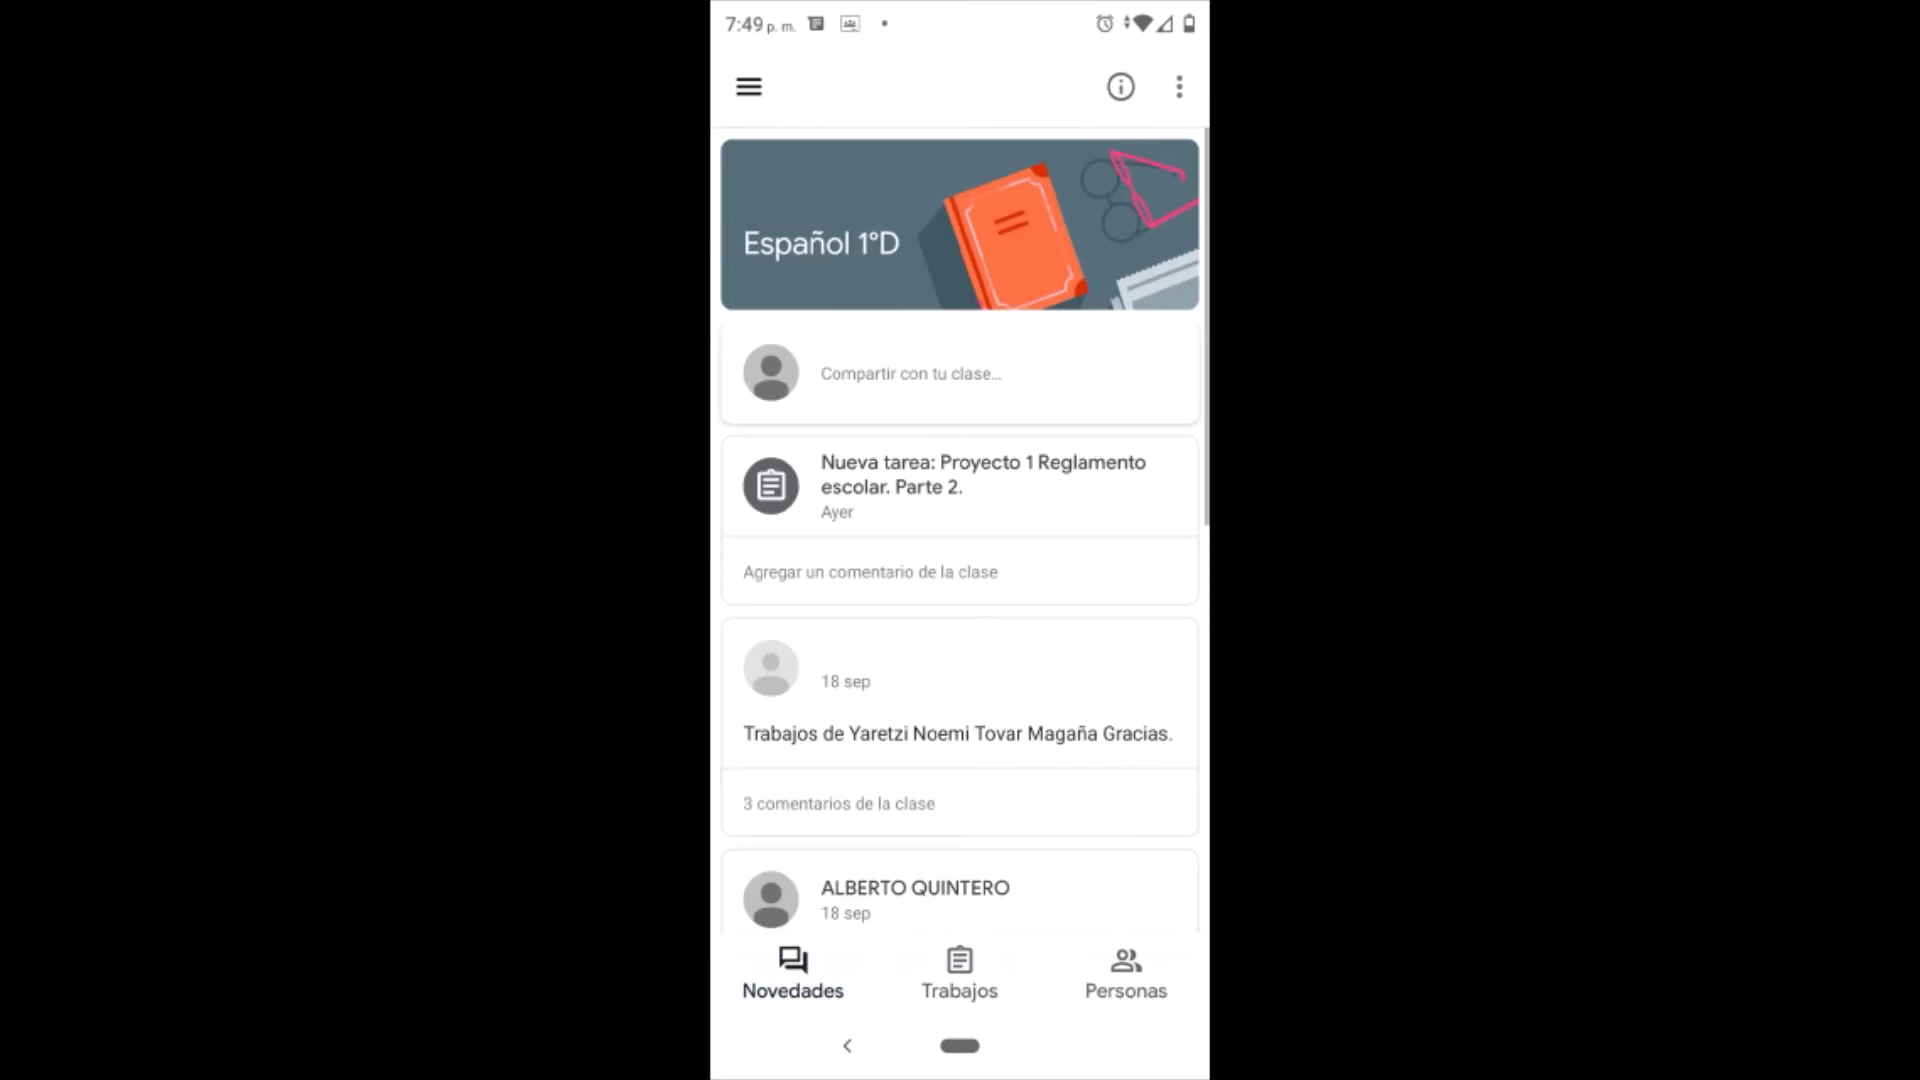 7:49 p. m.
Español 1°D
Compartir con tu clase...
Nueva tarea: Proyecto 1 Reglamento
escolar. Parte 2.
Ayer
Agregar un comentario de la clase
18 sep
Trabajos de Yaretzi Noemi Tovar Magaña Gracias.
3 comentarios de la clase
ALBERTO QUINTERO
18 sep
Novedades
Trabajos
Personas